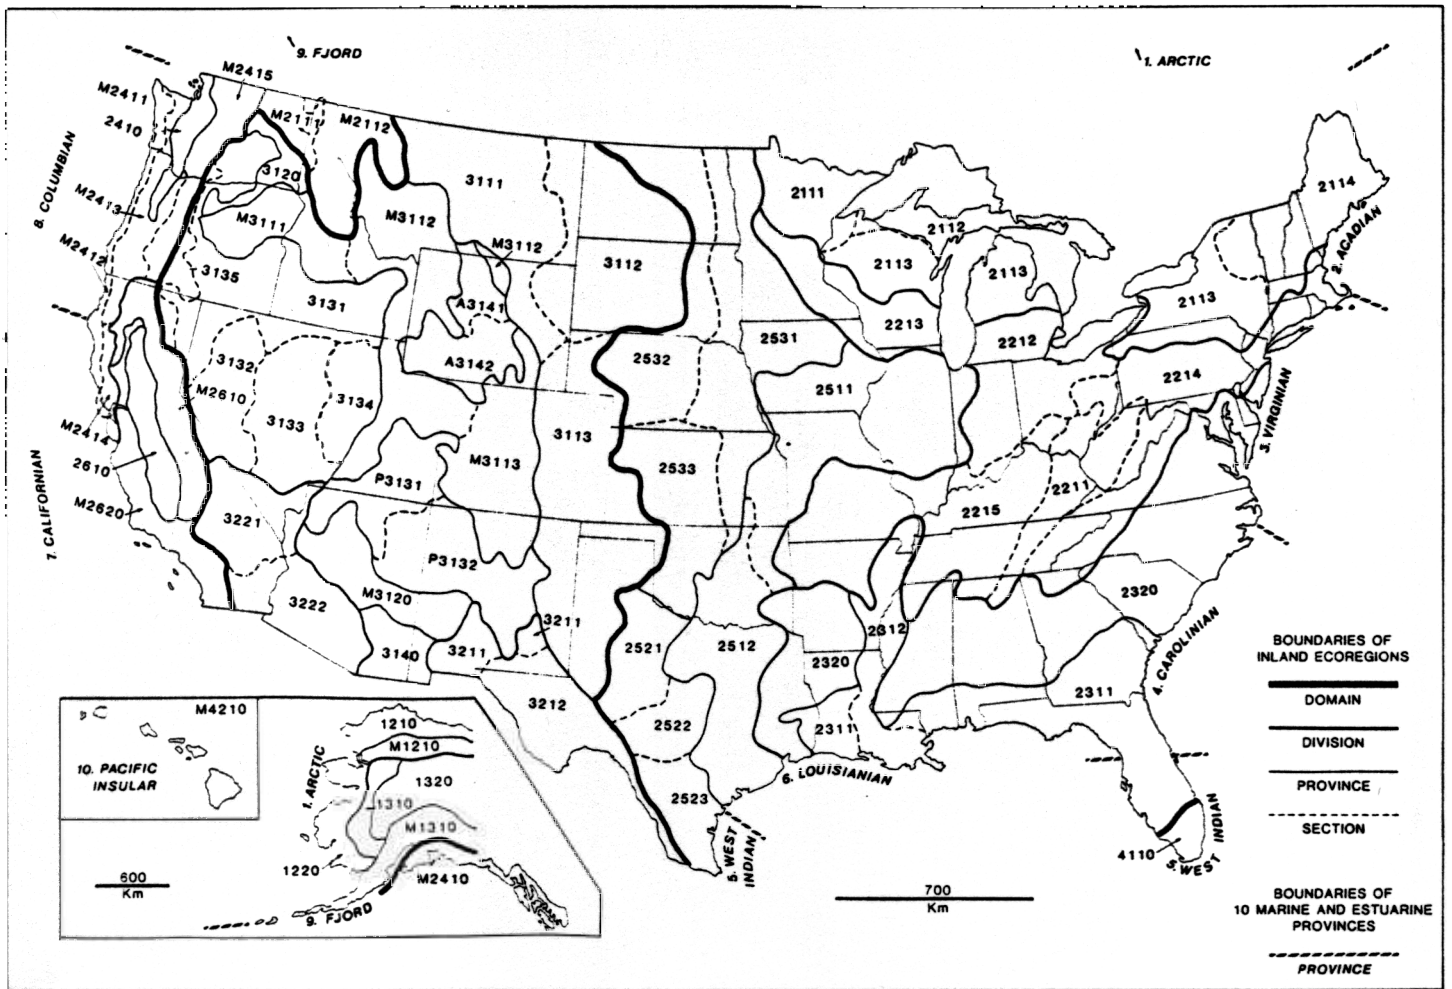 9. FJORD
1. ARCTIC
M2415
M2411
M2111
M2112
2410
8. COLUMBIAN
3120
3111
2111
2114
M2413
M3111
M3112
2112
M3112
2. ACADIAN
M2412
3135
3112
2113
2113
3131
A3141
2113
2213
2531
2212
3132
A3142
2532
2214
M2610
2511
3134
3133
3113
3. VIRGINIAN
M2414
2610
M3113
2533
P3131
2211
M2620
3221
2215
7. CALIFORNIAN
P3132
M3120
3222
2320
3211
2312
3140
3211
2521
2512
2320
4. CAROLINIAN
BOUNDARIES OF
INLAND ECOREGIONS
DOMAIN
DIVISION
PROVINCE
SECTION
3212
2311
2522
2311
M4210
10. PACIFIC
INSULAR
1210
M1210
1. ARCTIC
1320
1310
M1310
1220
M2410
9. FJORD
600
Km
6. LOUISIANIAN
2523
5. WEST
INDIAN
4110
5. WEST INDIAN
700
Km
BOUNDARIES OF
10 MARINE AND ESTUARINE
PROVINCES
PROVINCE